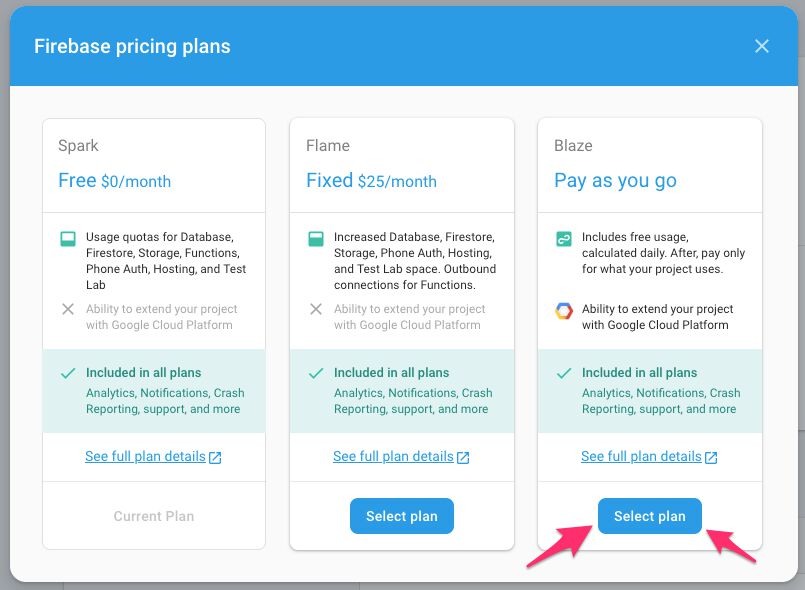 Firebase pricing plans
Spark
Free $0/month
Usage quotas for Database,
Firestore, Storage, Functions,
Phone Auth, Hosting, and Test
Lab
Ability to extend your project
with Google Cloud Platform
Included in all plans
Analytics, Notifications, Crash
Reporting, support, and more
See full plan details
Current Plan
Flame
Fixed $25/month
Increased Database, Firestore,
Storage, Phone Auth, Hosting,
and Test Lab space. Outbound
connections for Functions.
Ability to extend your project
with Google Cloud Platform
Included in all plans
Analytics, Notifications, Crash
Reporting, support, and more
See full plan details
Select plan
Blaze
Pay as you go
Includes free usage,
calculated daily. After, pay only
for what your project uses.
Ability to extend your project
with Google Cloud Platform
Included in all plans
Analytics, Notifications, Crash
Reporting, support, and more
See full plan details
Select plan